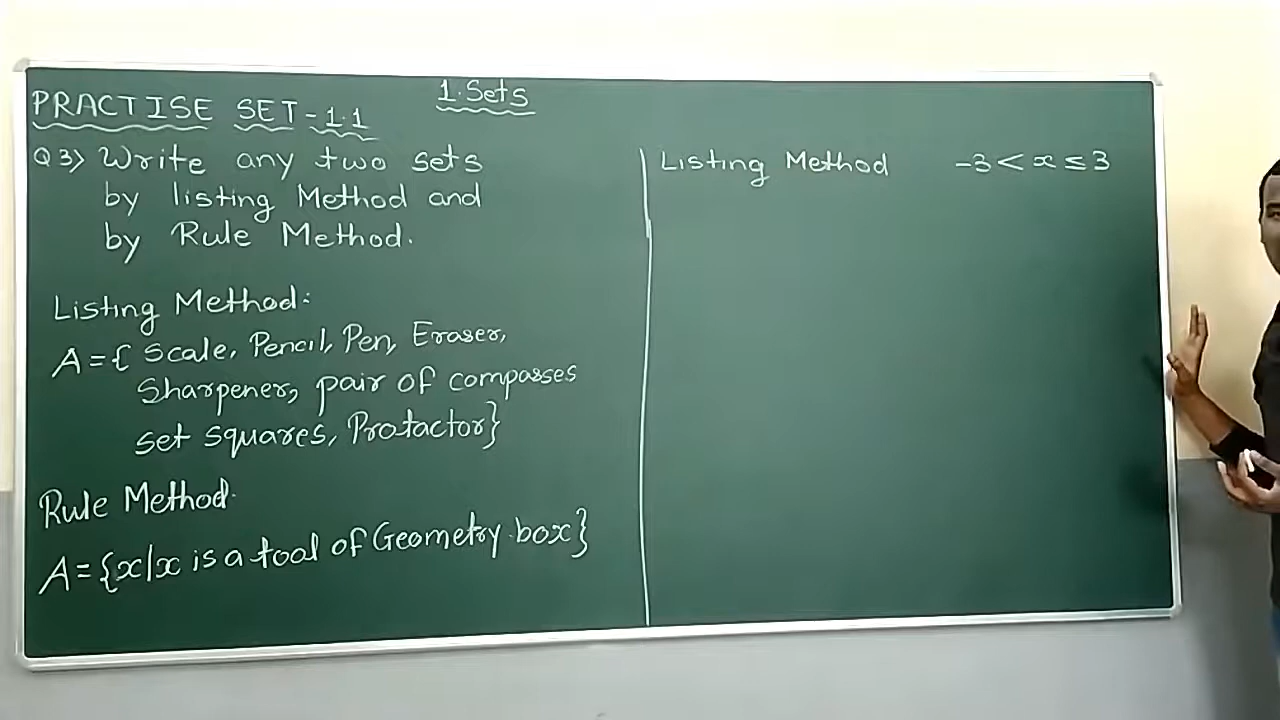 1. Sets
PRACTISE SET-1.1
Q3) Write any two sets
by listing Method and
by Rule Method.
Listing Method:
A={ Scale, Pencil, Pen, Eraser,
Sharpener, pair of compasses
set squares, Protactor}
Rule Method.
A={x/x is a tool of Geometry box}
Listing Method -3 < x ≤ 3